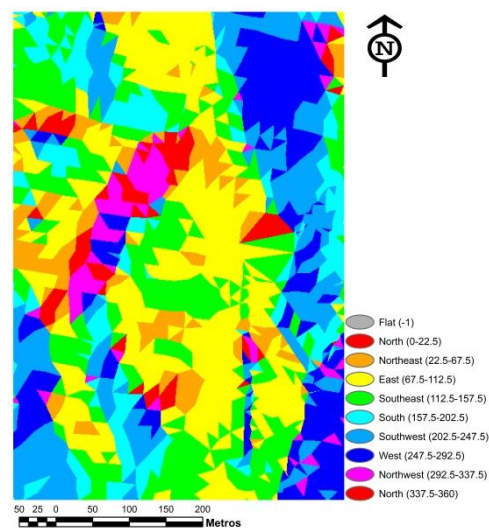 N
Flat (-1)
North (0-22.5)
Northeast (22.5-67.5)
East (67.5-112.5)
Southeast (112.5-157.5)
South (157.5-202.5)
Southwest (202.5-247.5)
West (247.5-292.5)
Northwest (292.5-337.5)
North (337.5-360)
50 25 0 50 100 150 200
Metros